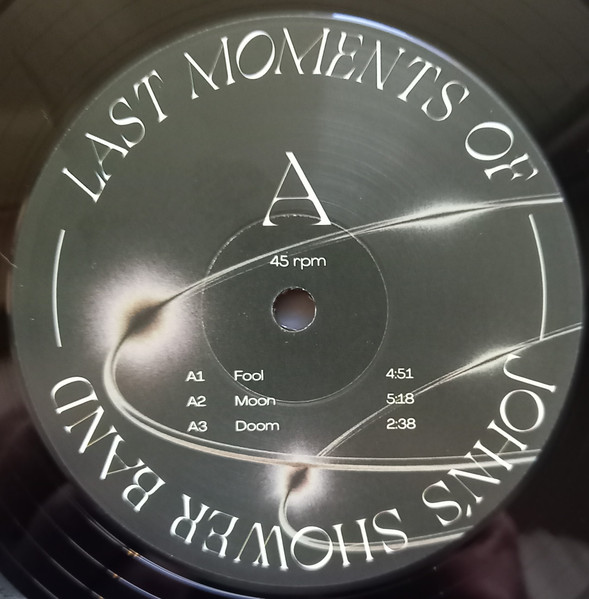 LAST MOMENTS OF
JOHN'S SHOWER BAND
A
45 rpm
A1 Fool 4:51
A2 Moon 5:18
A3 Doom 2:38